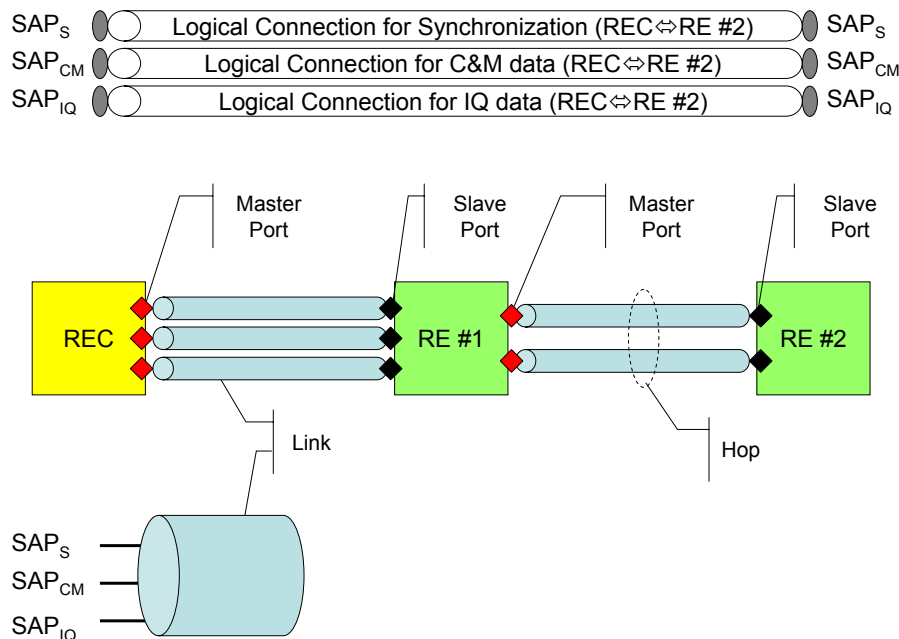 SAPS Logical Connection for Synchronization (REC⇔RE #2) SAPS
SAPCM Logical Connection for C&M data (REC⇔RE #2) SAPCM
SAPIQ Logical Connection for IQ data (REC⇔RE #2) SAPIQ
Master Port
Slave Port
Master Port
Slave Port
REC
RE #1
RE #2
Link
Hop
SAPS
SAPCM
SAPIQ